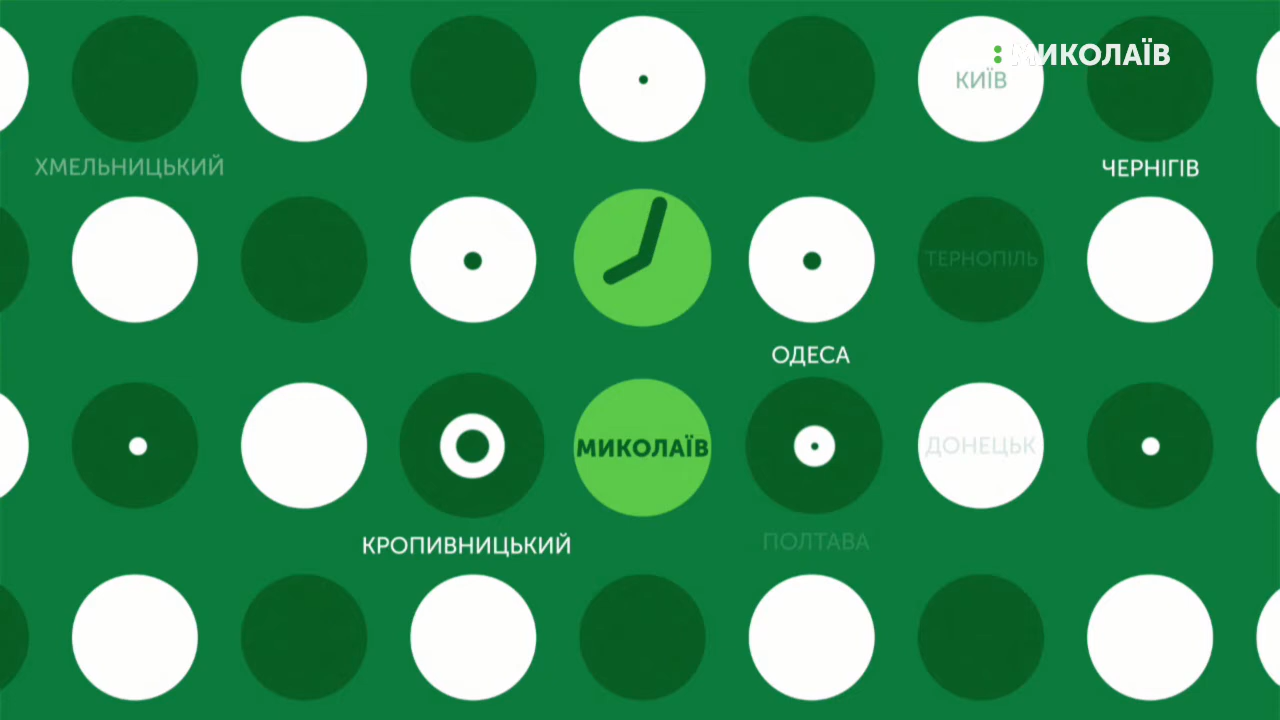 МИКОЛАЇВ
КИЇВ
ХМЕЛЬНИЦЬКИЙ
ЧЕРНІГІВ
ТЕРНОПІЛЬ
ОДЕСА
МИКОЛАЇВ
ДОНЕЦЬК
КРОПИВНИЦЬКИЙ
ПОЛТАВА